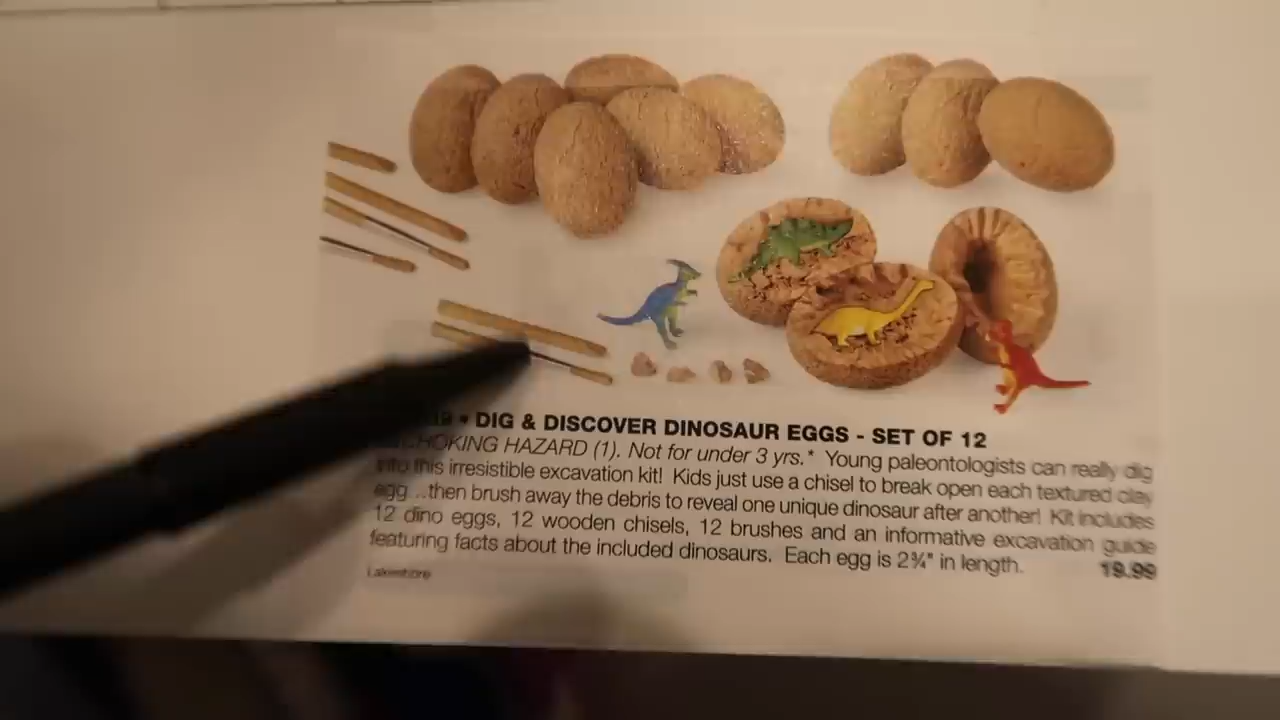 • DIG & DISCOVER DINOSAUR EGGS - SET OF 12
CHOKING HAZARD (1). Not for under 3 yrs.* Young paleontologists can really dig
into this irresistible excavation kit! Kids just use a chisel to break open each textured clay
egg...then brush away the debris to reveal one unique dinosaur after another! Kit includes
12 dino eggs, 12 wooden chisels, 12 brushes and an informative excavation guide
featuring facts about the included dinosaurs. Each egg is 2¾" in length. 19.99
Lakeshore